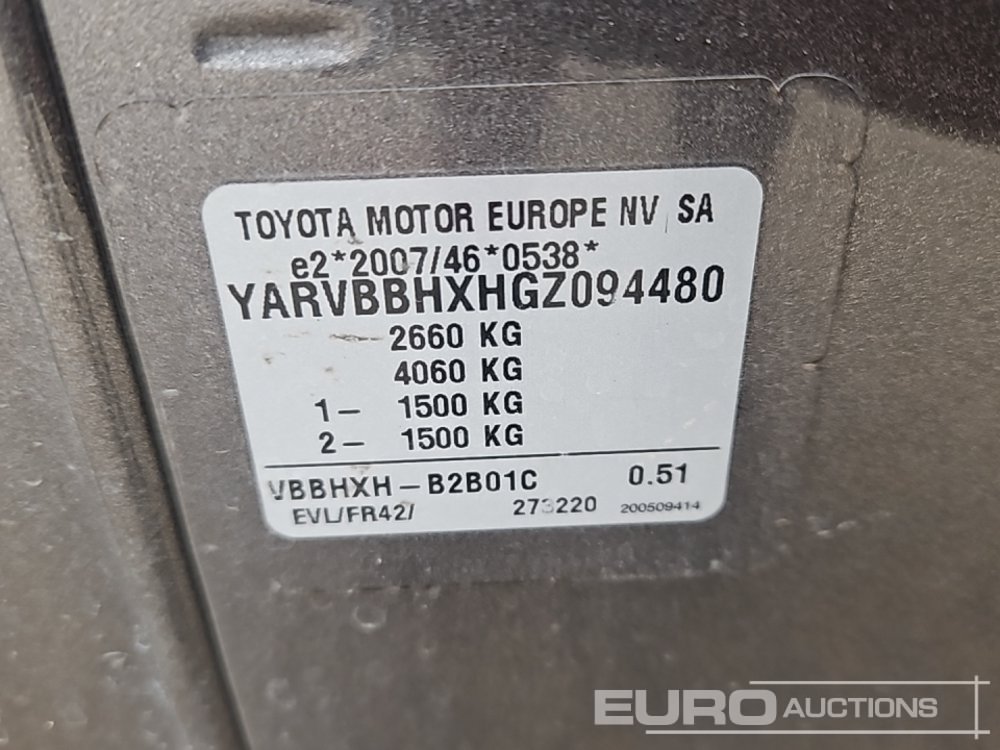 TOYOTA MOTOR EUROPE NV SA
e2*2007/46*0538*
YARVBBHXHGZ094480
2660 KG
4060 KG
1- 1500 KG
2- 1500 KG
VBBHXH-B2B01C 0.51
EVL/FR42/ 273220 200509414
EURO AUCTIONS